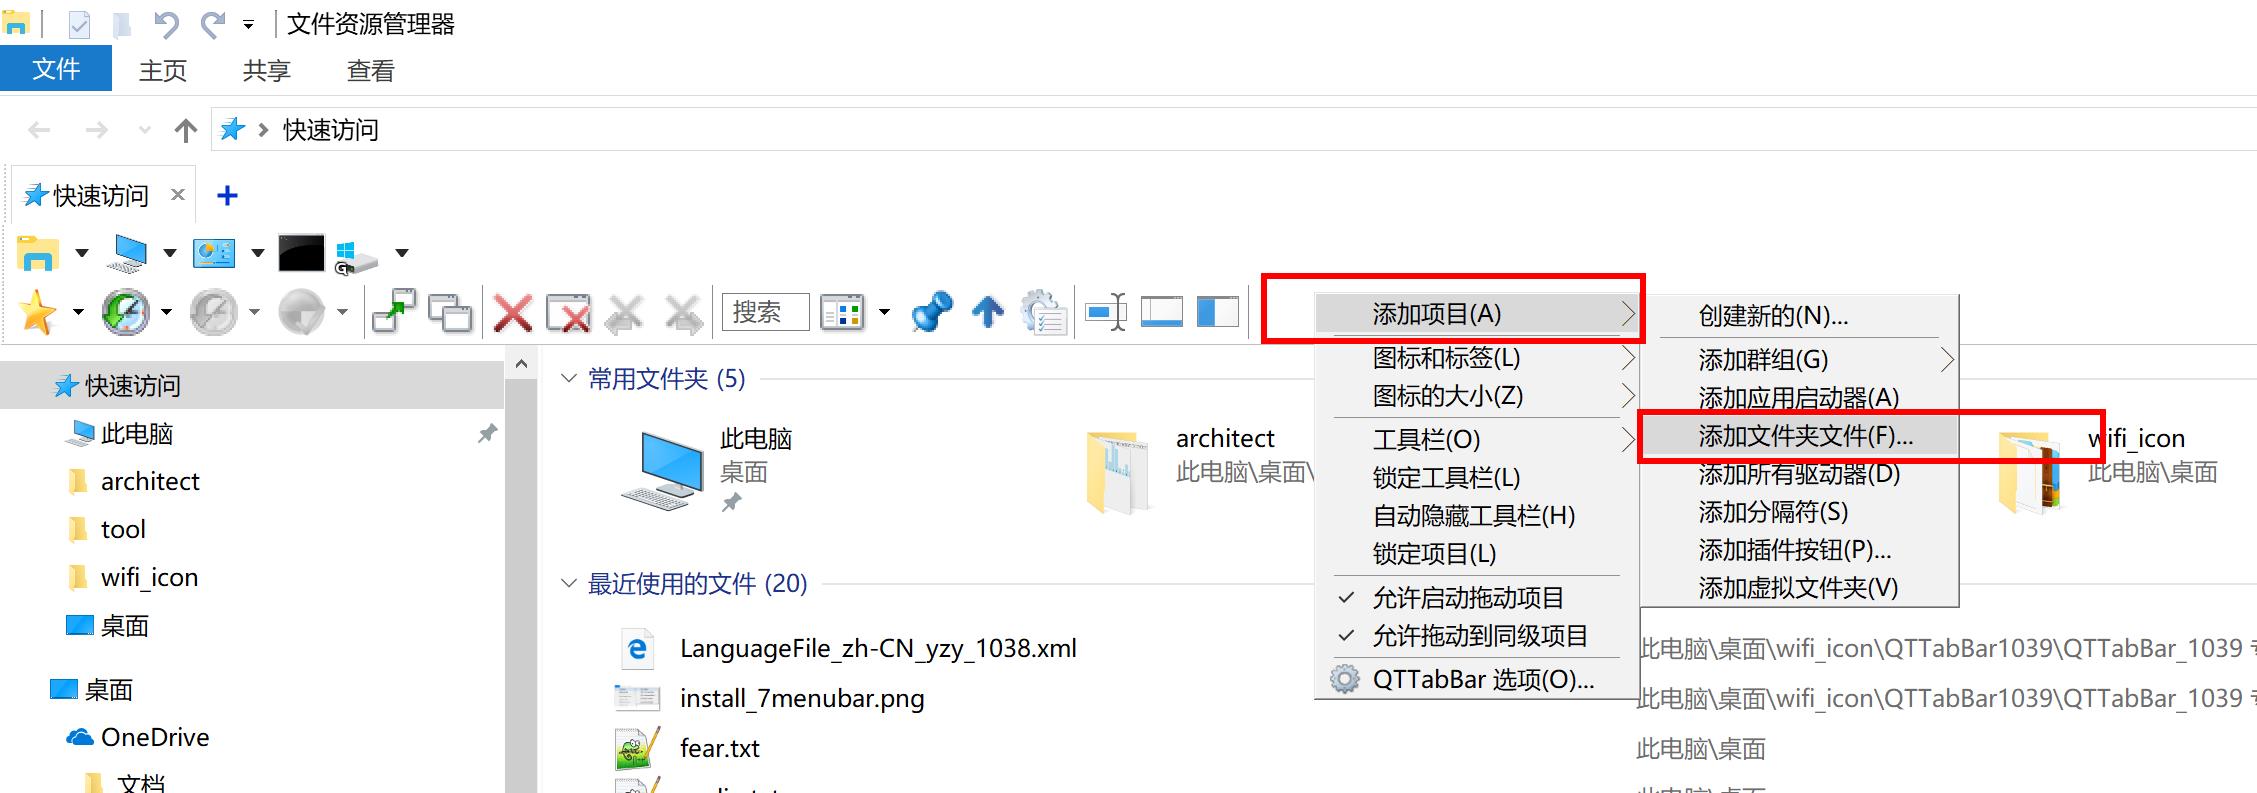 文件资源管理器
文件 主页 共享 查看
快速访问
快速访问
搜索
快速访问
此电脑
architect
tool
wifi_icon
桌面
桌面
OneDrive
文档
常用文件夹 (5)
此电脑
桌面
architect
此电脑\桌面\
wifi_icon
此电脑\桌面
最近使用的文件 (20)
LanguageFile_zh-CN_yzy_1038.xml
此电脑\桌面\wifi_icon\QTTabBar1039\QTTabBar_1039
install_7menubar.png
此电脑\桌面\wifi_icon\QTTabBar1039\QTTabBar_1039
fear.txt
此电脑\桌面
此电脑\桌面
添加项目(A)
图标和标签(L)
图标的大小(Z)
工具栏(O)
锁定工具栏(L)
自动隐藏工具栏(H)
锁定项目(L)
允许启动拖动项目
允许拖动到同级项目
QTTabBar 选项(O)...
创建新的(N)...
添加群组(G)
添加应用启动器(A)
添加文件夹文件(F)...
添加所有驱动器(D)
添加分隔符(S)
添加插件按钮(P)...
添加虚拟文件夹(V)